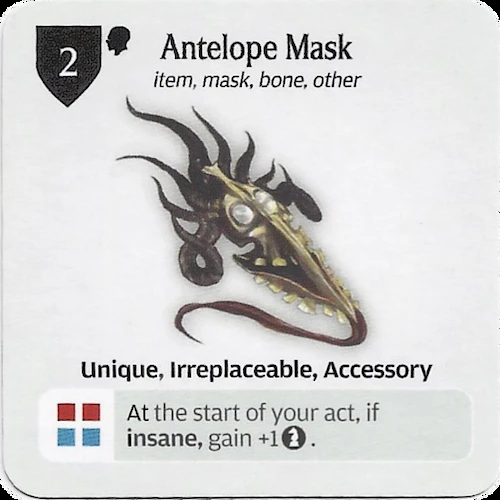 2
Antelope Mask
item, mask, bone, other
Unique, Irreplaceable, Accessory
At the start of your act, if
insane, gain +1 .